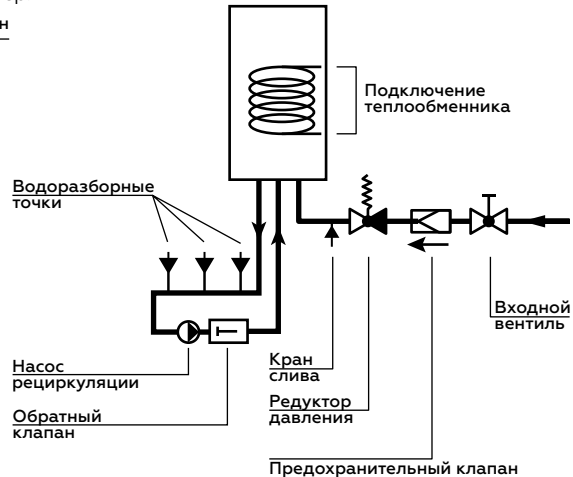 н
Подключение
теплообменника
Водоразборные
точки
Входной
вентиль
Насос
рециркуляции
Кран
слива
Обратный
клапан
Редуктор
давления
Предохранительный клапан